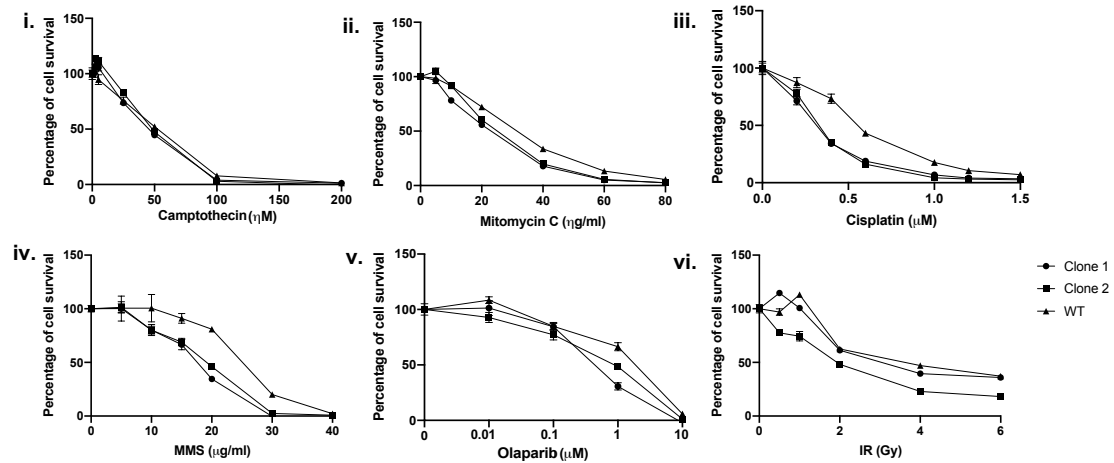 i.
Percentage of cell survival
150
100
50
0
0 50 100 150 200
Camptothecin (ηM)
ii.
Percentage of cell survival
150
100
50
0
0 20 40 60 80
Mitomycin C (ηg/ml)
iii.
Percentage of cell survival
150
100
50
0
0.0 0.5 1.0 1.5
Cisplatin (μM)
iv.
Percentage of cell survival
150
100
50
0
0 10 20 30 40
MMS (μg/ml)
v.
Percentage of cell survival
150
100
50
0
0 0.01 0.1 1 10
Olaparib (μM)
vi.
Percentage of cell survival
150
100
50
0
0 2 4 6
IR (Gy)
Clone 1
Clone 2
WT